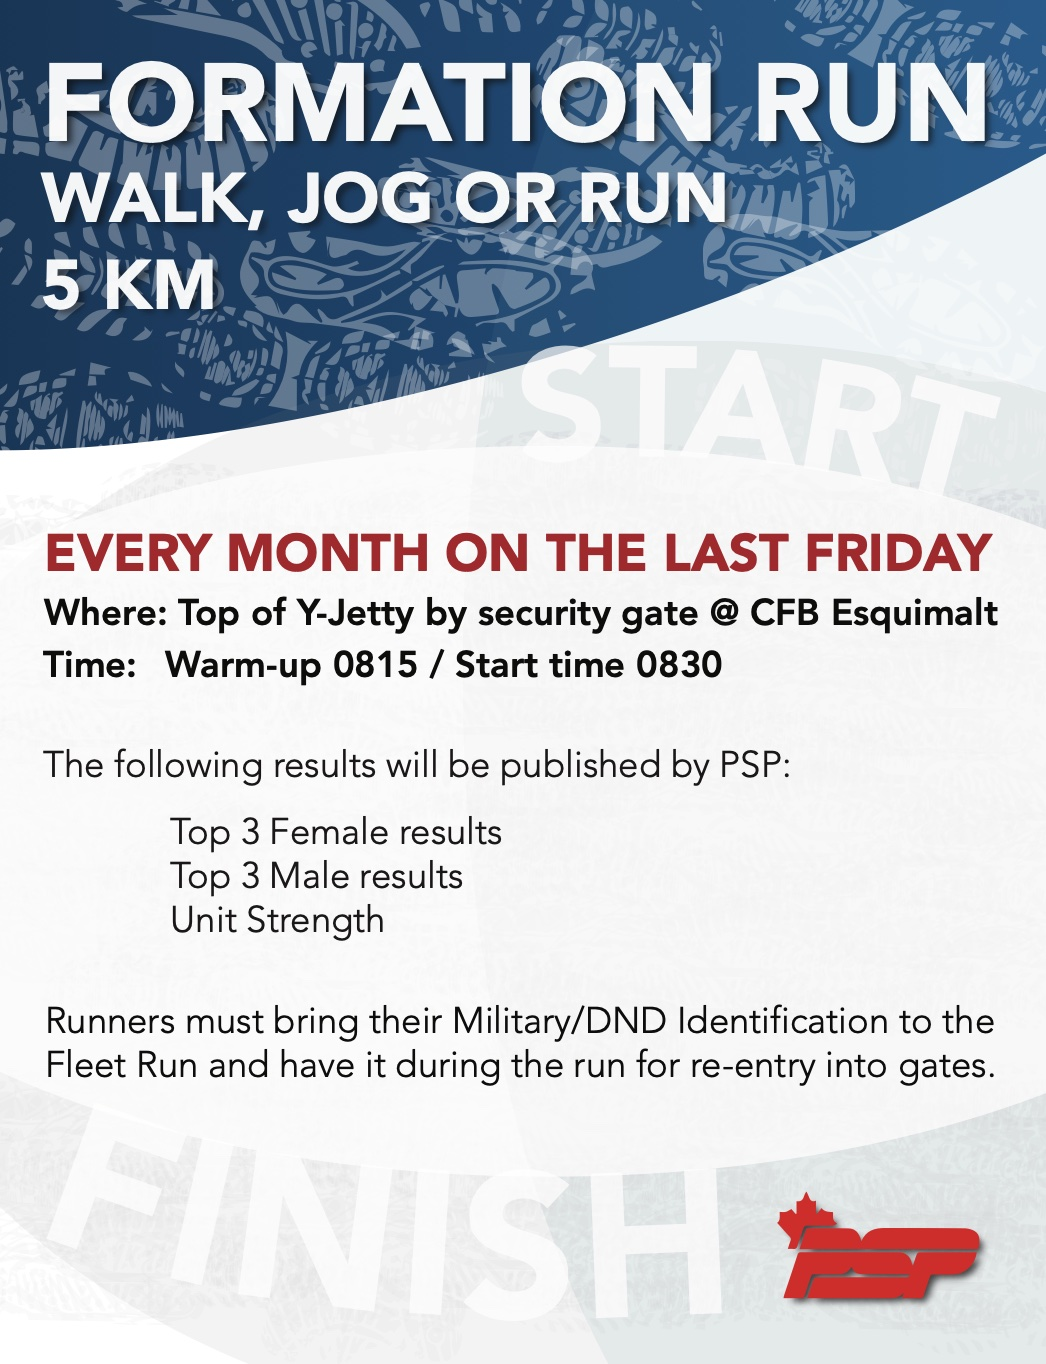 FORMATION RUN
WALK, JOG OR RUN
5 KM
START
EVERY MONTH ON THE LAST FRIDAY
Where: Top of Y-Jetty by security gate @ CFB Esquimalt
Time: Warm-up 0815 / Start time 0830
The following results will be published by PSP:
Top 3 Female results
Top 3 Male results
Unit Strength
Runners must bring their Military/DND Identification to the
Fleet Run and have it during the run for re-entry into gates.
FINISH
PSP